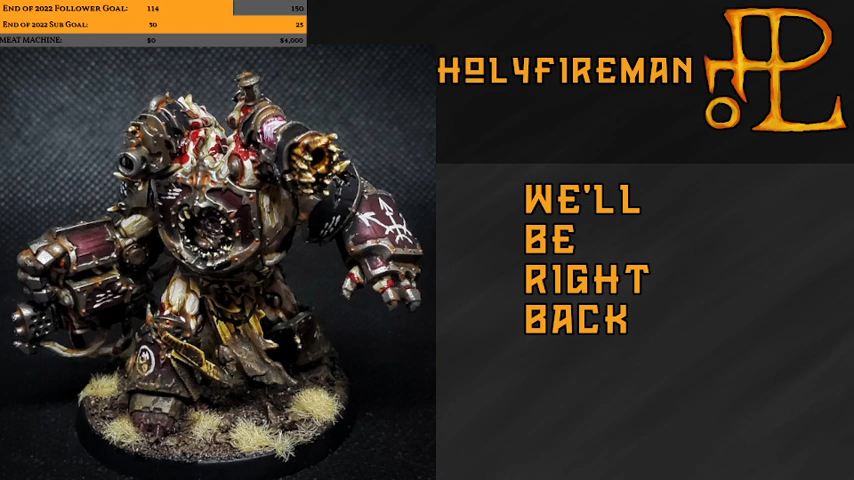 END OF 2022 FOLLOWER GOAL: 114 150
END OF 2022 SUB GOAL: 50 25
MEAT MACHINE: $0 $4,000
HOLYFIREMAN
WE'LL
BE
RIGHT
BACK